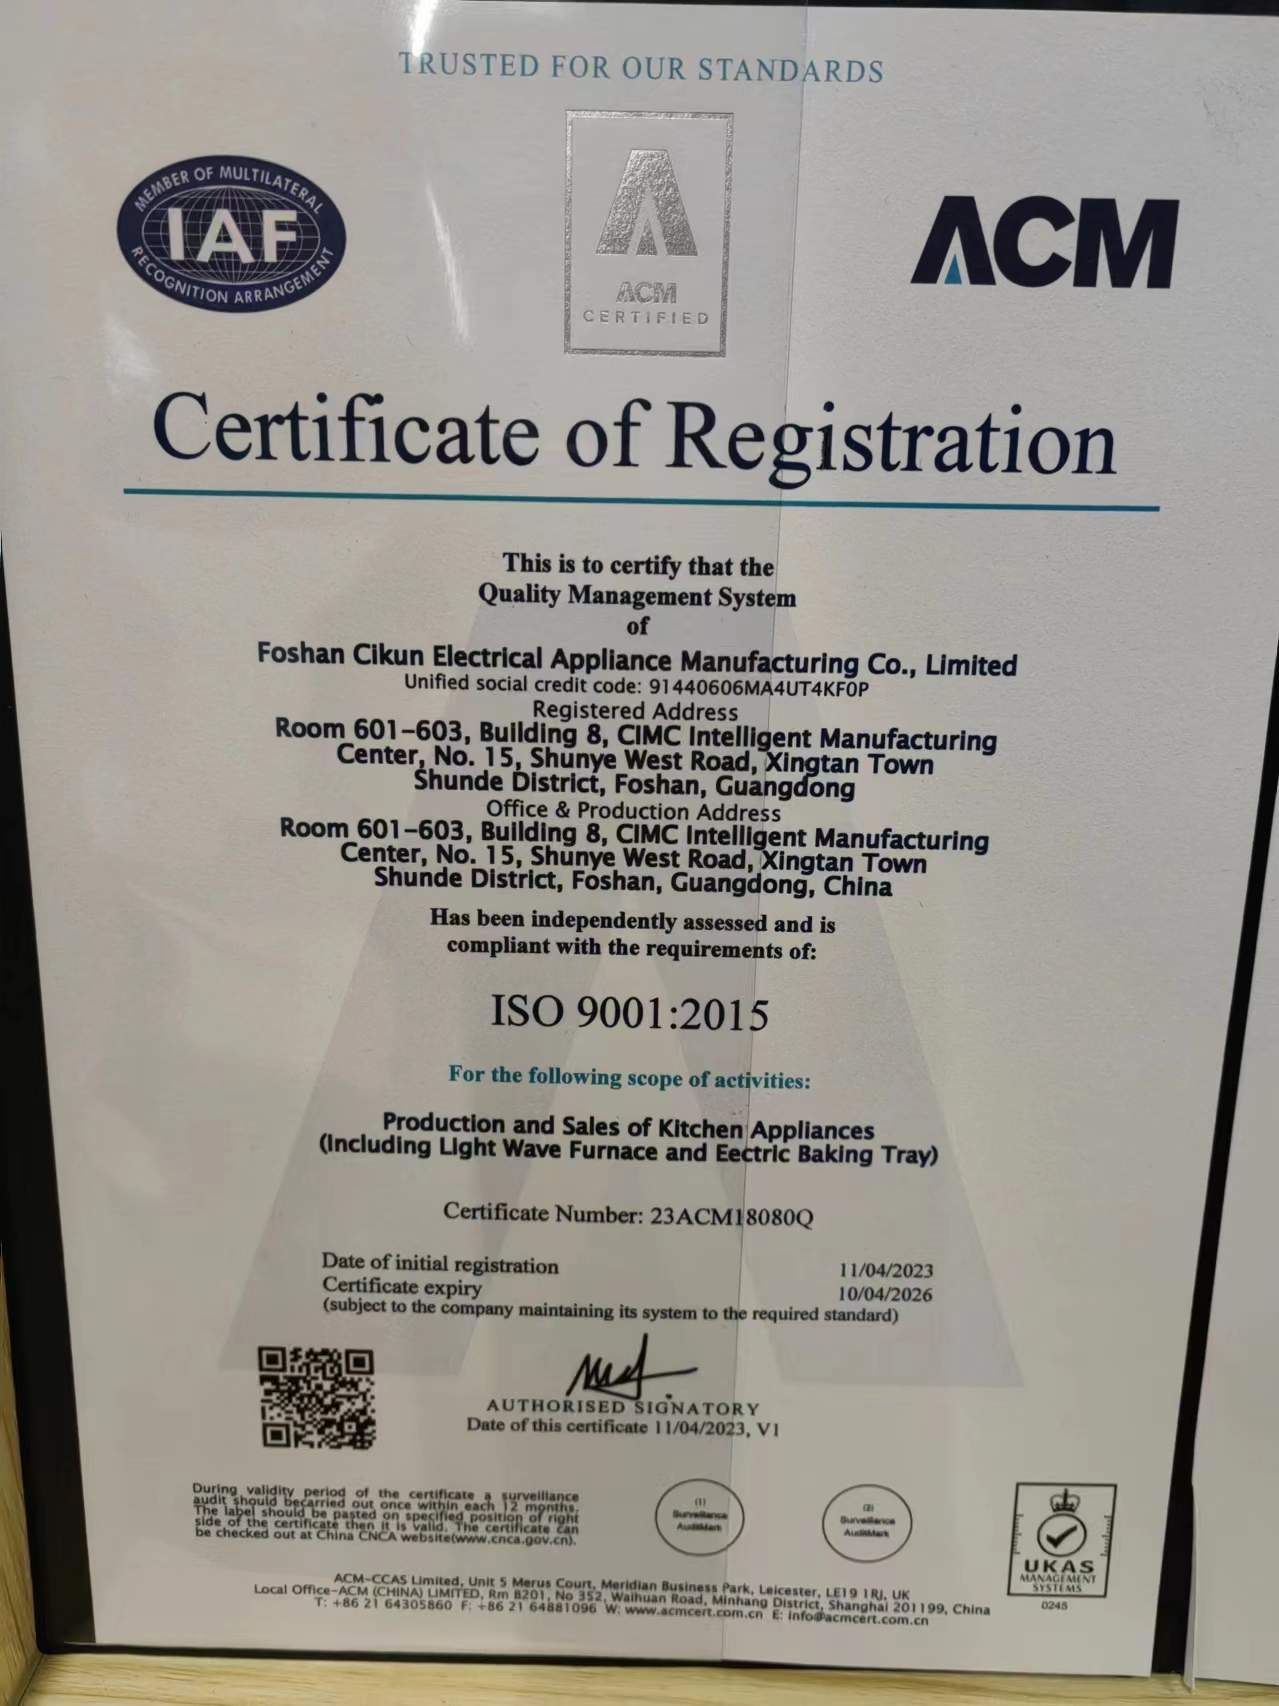 TRUSTED FOR OUR STANDARDS
MEMBER OF MULTILATERAL
IAF
RECOGNITION ARRANGEMENT
ACM
CERTIFIED
ACM
Certificate of Registration
This is to certify that the
Quality Management System
of
Foshan Cikun Electrical Appliance Manufacturing Co., Limited
Unified social credit code: 91440606MA4UT4KF0P
Registered Address
Room 601-603, Building 8, CIMC Intelligent Manufacturing
Center, No. 15, Shunye West Road, Xingtan Town
Shunde District, Foshan, Guangdong
Office & Production Address
Room 601-603, Building 8, CIMC Intelligent Manufacturing
Center, No. 15, Shunye West Road, Xingtan Town
Shunde District, Foshan, Guangdong, China
Has been independently assessed and is
compliant with the requirements of:
ISO 9001:2015
For the following scope of activities:
Production and Sales of Kitchen Appliances
(Including Light Wave Furnace and Eectric Baking Tray)
Certificate Number: 23ACM18080Q
Date of initial registration 11/04/2023
Certificate expiry 10/04/2026
(subject to the company maintaining its system to the required standard)
AUTHORISED SIGNATORY
Date of this certificate 11/04/2023, V1
During validity period of the certificate a surveillance
audit should becarried out once within each 12 months.
The label should be pasted on specified position of right
side of the certificate then it is valid. The certificate can
be checked out at China CNCA website(www.cnca.gov.cn).
(1)
Surveillance
AuditMark
(2)
Surveillance
AuditMark
UKAS
MANAGEMENT
SYSTEMS
0245
ACM-CCAS Limited, Unit 5 Merus Court, Meridian Business Park, Leicester, LE19 1RJ, UK
Local Office-ACM (CHINA) LIMITED, Rm 8201, No 352, Waihuan Road, Minhang District, Shanghai 201199, China
T: +86 21 64305860 F: +86 21 64881096 W: www.acmcert.com.cn E: info@acmcert.com.cn